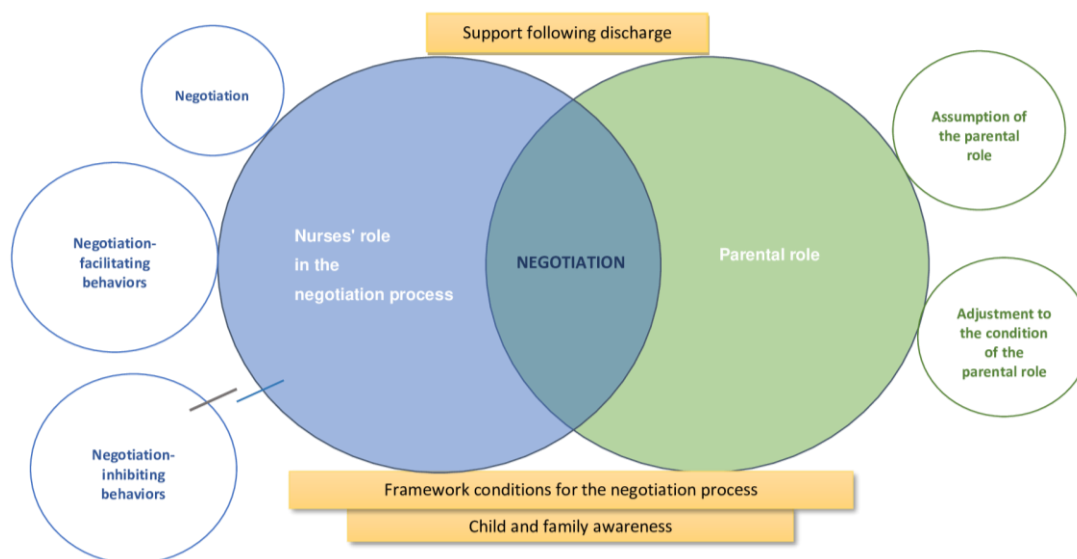 Support following discharge
Negotiation
Negotiation-
facilitating
behaviors
Negotiation-
inhibiting
behaviors
Nurses' role
in the
negotiation process
NEGOTIATION
Parental role
Assumption of
the parental
role
Adjustment to
the condition
of the
parental role
Framework conditions for the negotiation process
Child and family awareness